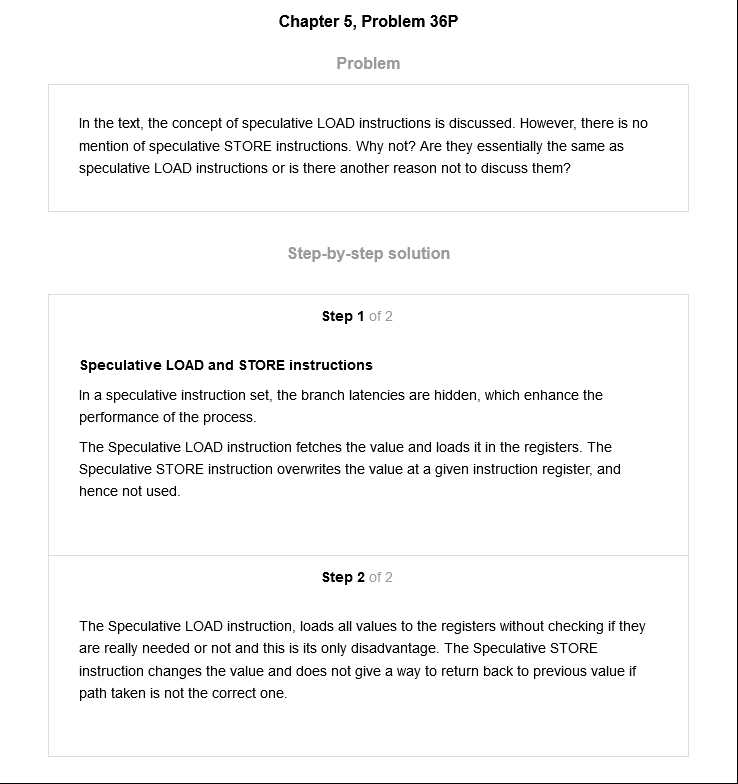 Chapter 5, Problem 36P
Problem
In the text, the concept of speculative LOAD instructions is discussed. However, there is no
mention of speculative STORE instructions. Why not? Are they essentially the same as
speculative LOAD instructions or is there another reason not to discuss them?
Step-by-step solution
Step 1 of 2
Speculative LOAD and STORE instructions
In a speculative instruction set, the branch latencies are hidden, which enhance the
performance of the process.
The Speculative LOAD instruction fetches the value and loads it in the registers. The
Speculative STORE instruction overwrites the value at a given instruction register, and
hence not used.
Step 2 of 2
The Speculative LOAD instruction, loads all values to the registers without checking if they
are really needed or not and this is its only disadvantage. The Speculative STORE
instruction changes the value and does not give a way to return back to previous value if
path taken is not the correct one.